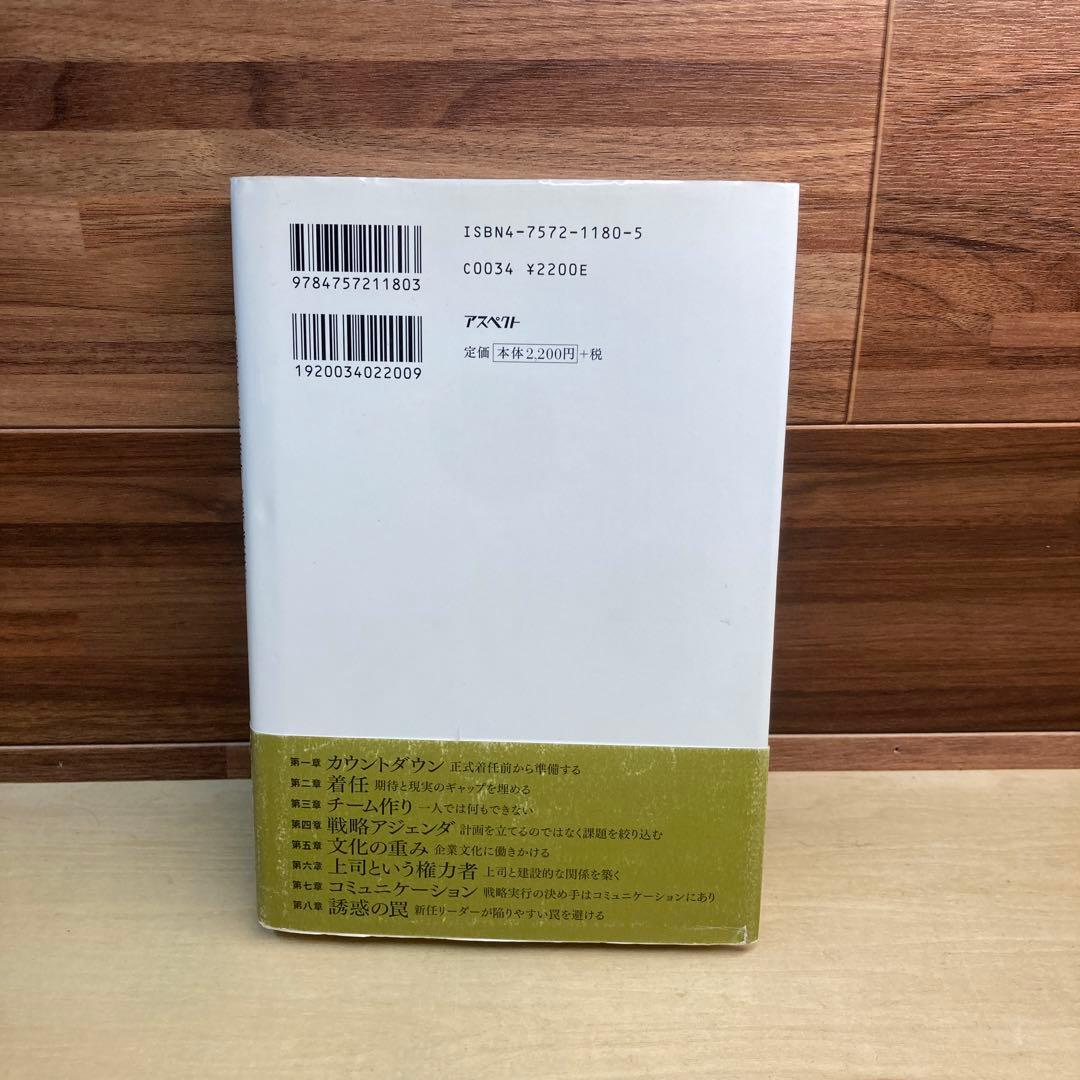 ISBN4-7572-1180-5
9784757211803
C0034 ¥2200E
アスペクト
定価 本体2,200円+税
1920034022009
第一章 カウントダウン 正式着任前から準備する
第二章 着任 期待と現実のギャップを埋める
第三章 チーム作り 一人では何もできない
第四章 戦略アジェンダ 計画を立てるのではなく課題を絞り込む
第五章 文化の重み 企業文化に働きかける
第六章 上司という権力者 上司と建設的な関係を築く
第七章 コミュニケーション 戦略実行の決め手はコミュニケーションにあり
第八章 誘惑の罠 新任リーダーが陥りやすい罠を避ける